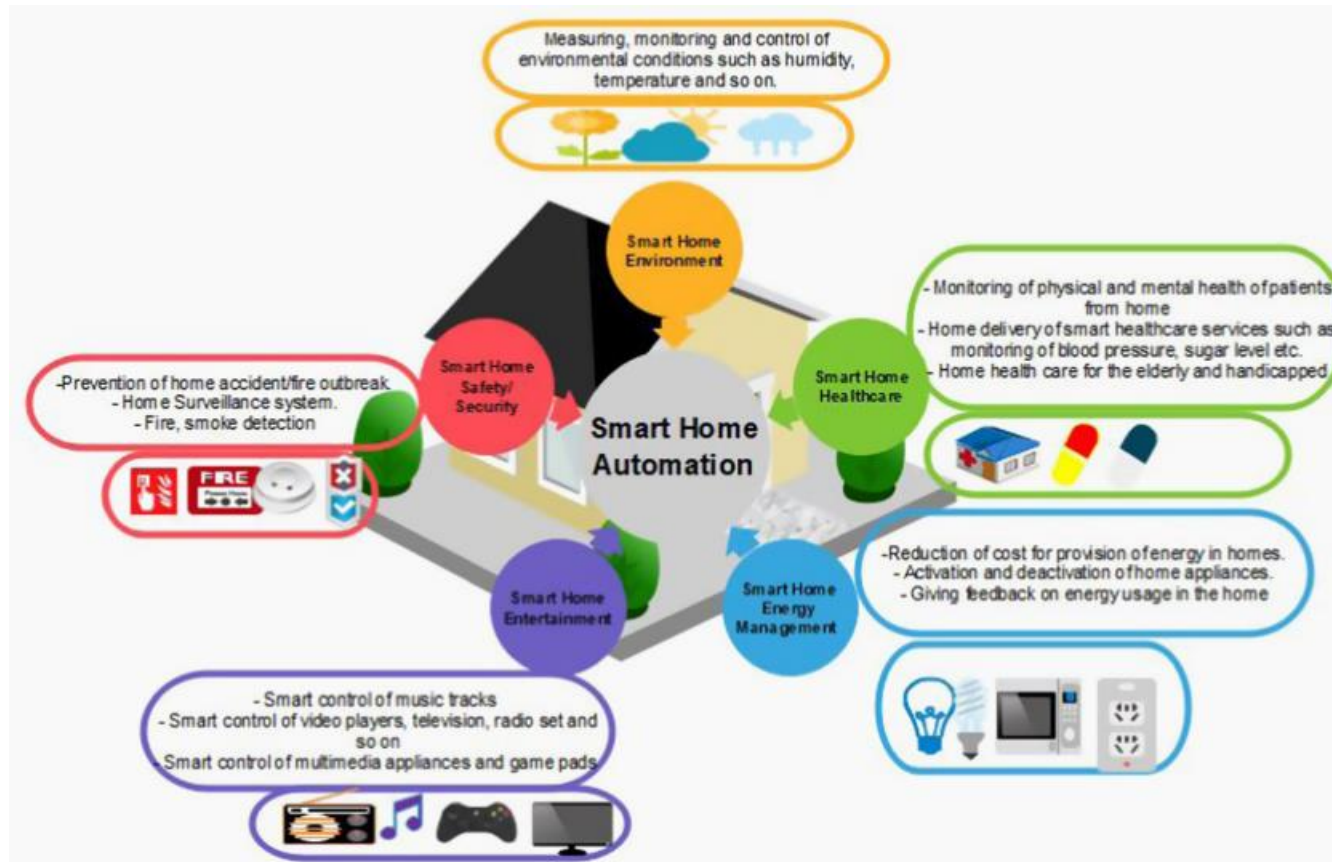 Measuring, monitoring and control of
environmental conditions such as humidity,
temperature and so on.
Smart Home
Environment
- Monitoring of physical and mental health of patients
from home
- Home delivery of smart healthcare services such as
monitoring of blood pressure, sugar level etc.
- Home health care for the elderly and handicapped
Smart Home
Safety/
Security
Smart Home
Healthcare
-Prevention of home accident/fire outbreak.
- Home Surveillance system.
- Fire, smoke detection
Smart Home
Automation
FIRE
-Reduction of cost for provision of energy in homes.
- Activation and deactivation of home appliances.
- Giving feedback on energy usage in the home
Smart Home
Entertainment
Smart Home
Energy
Management
- Smart control of music tracks
- Smart control of video players, television, radio set and
so on
- Smart control of multimedia appliances and game pads